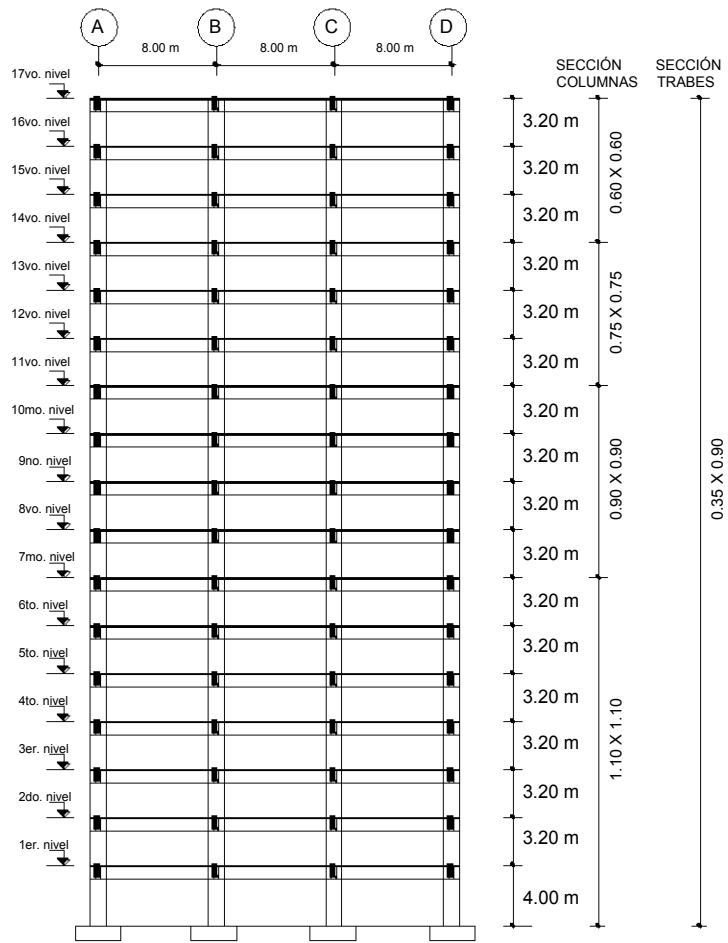 A B C D
8.00 m 8.00 m 8.00 m
SECCIÓN COLUMNAS
SECCIÓN TRABES
17vo. nivel
3.20 m
16vo. nivel
3.20 m
15vo. nivel
3.20 m
14vo. nivel
3.20 m
13vo. nivel
3.20 m
12vo. nivel
3.20 m
11vo. nivel
3.20 m
10mo. nivel
3.20 m
9no. nivel
3.20 m
8vo. nivel
3.20 m
7mo. nivel
3.20 m
6to. nivel
3.20 m
5to. nivel
3.20 m
4to. nivel
3.20 m
3er. nivel
3.20 m
2do. nivel
3.20 m
1er. nivel
4.00 m
0.60 X 0.60
0.75 X 0.75
0.90 X 0.90
1.10 X 1.10
0.35 X 0.90